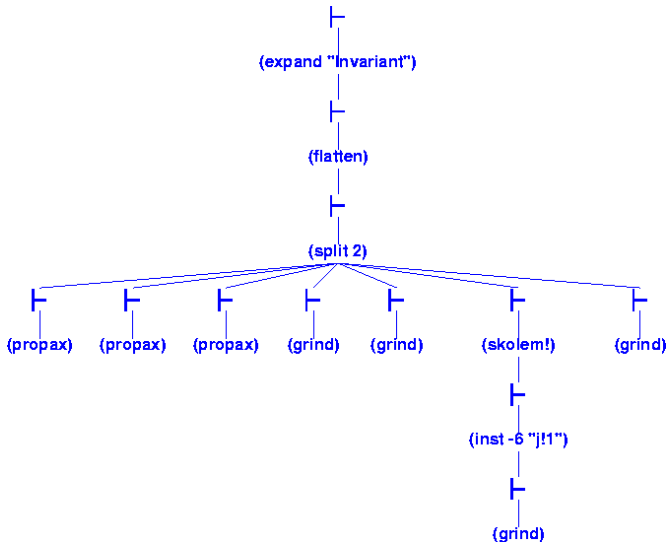 (expand "Invariant")
(flatten)
(split 2)
(propax) (propax) (propax) (grind) (grind) (skolem!) (grind)
(inst -6 "j!1")
(grind)